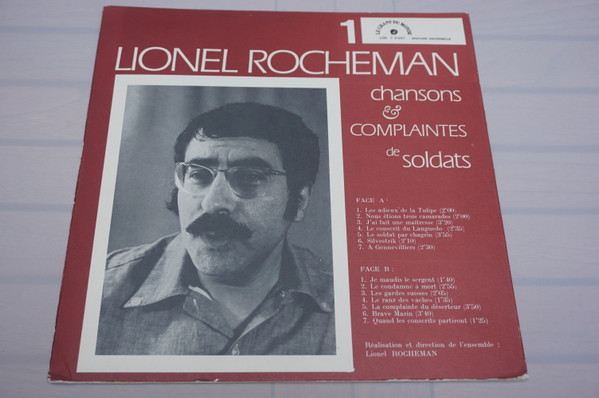 1
LE CHANT DU MONDE
LIONEL ROCHEMAN
chansons
&
COMPLAINTES
de soldats
FACE A :
1. Les adieux de la Tulipe (2'00)
2. Nous étions trois camarades (2'00)
3. J'ai fait une maîtresse (3'20)
4. Le conscrit du Languedo (2'35)
5. Le soldat par chagrin (3'55)
6. Silvestrik (2'10)
7. A Gennevilliers (2'30)
FACE B :
1. Je maudis le sergent (1'40)
2. Le condamné à mort (2'55)
3. Les gardes suisses (2'05)
4. Le ranz des vaches (1'35)
5. La complainte du déserteur (3'50)
6. Brave Marin (3'40)
7. Quand les conscrits partiront (1'25)
Réalisation et direction de l'ensemble :
Lionel ROCHEMAN